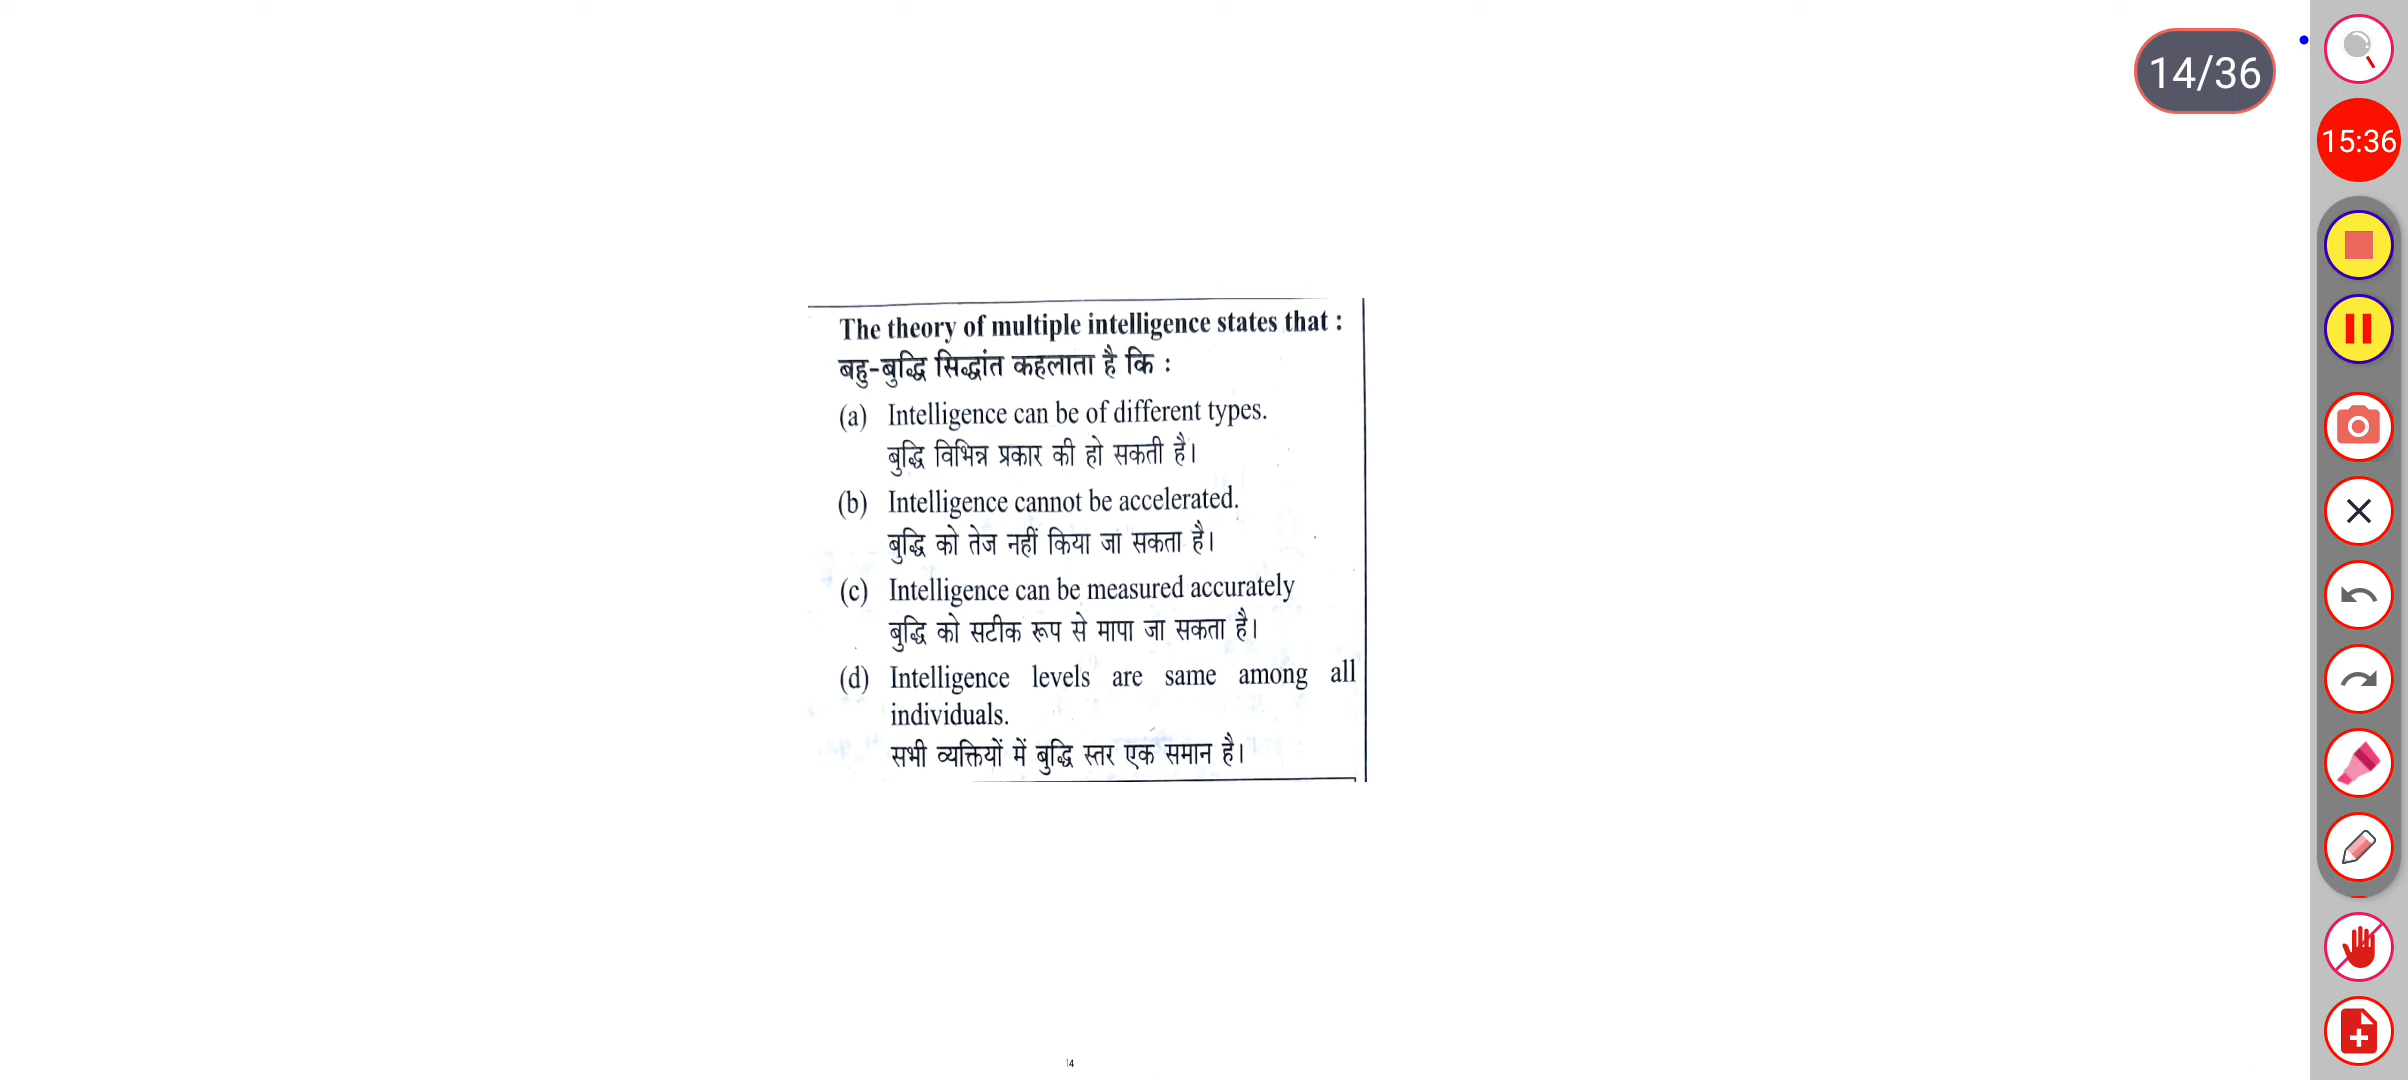 14/36
15:36
The theory of multiple intelligence states that :
बहु-बुद्धि सिद्धांत कहलाता है कि :
(a) Intelligence can be of different types.
बुद्धि विभिन्न प्रकार की हो सकती है।
(b) Intelligence cannot be accelerated.
बुद्धि को तेज नहीं किया जा सकता है।
(c) Intelligence can be measured accurately
बुद्धि को सटीक रूप से मापा जा सकता है।
(d) Intelligence levels are same among all
individuals.
सभी व्यक्तियों में बुद्धि स्तर एक समान है।
14